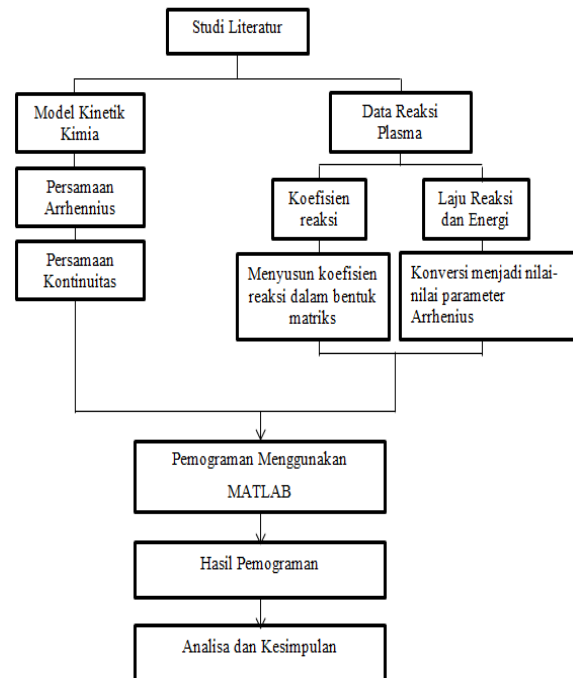 Studi Literatur
Model Kinetik
Kimia
Persamaan
Arrhennius
Persamaan
Kontinuitas
Data Reaksi
Plasma
Koefisien
reaksi
Laju Reaksi
dan Energi
Menyusun koefisien
reaksi dalam bentuk
matriks
Konversi menjadi nilai-
nilai parameter
Arrhenius
Pemograman Menggunakan
MATLAB
Hasil Pemograman
Analisa dan Kesimpulan